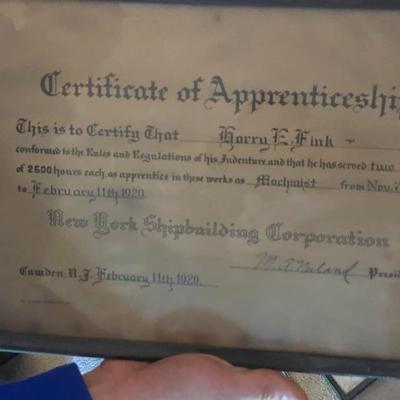 Certificate of Apprenticeship
This is to Certify That Harry E. Fink
conformed to the Rules and Regulations of his Indenture and that he has served two
of 2500 hours each, as apprentice in these works as Machinist from Nov.
to February 11th 1920.
New York Shipbuilding Corporation
Camden, N.J. February 11th 1920. Presi